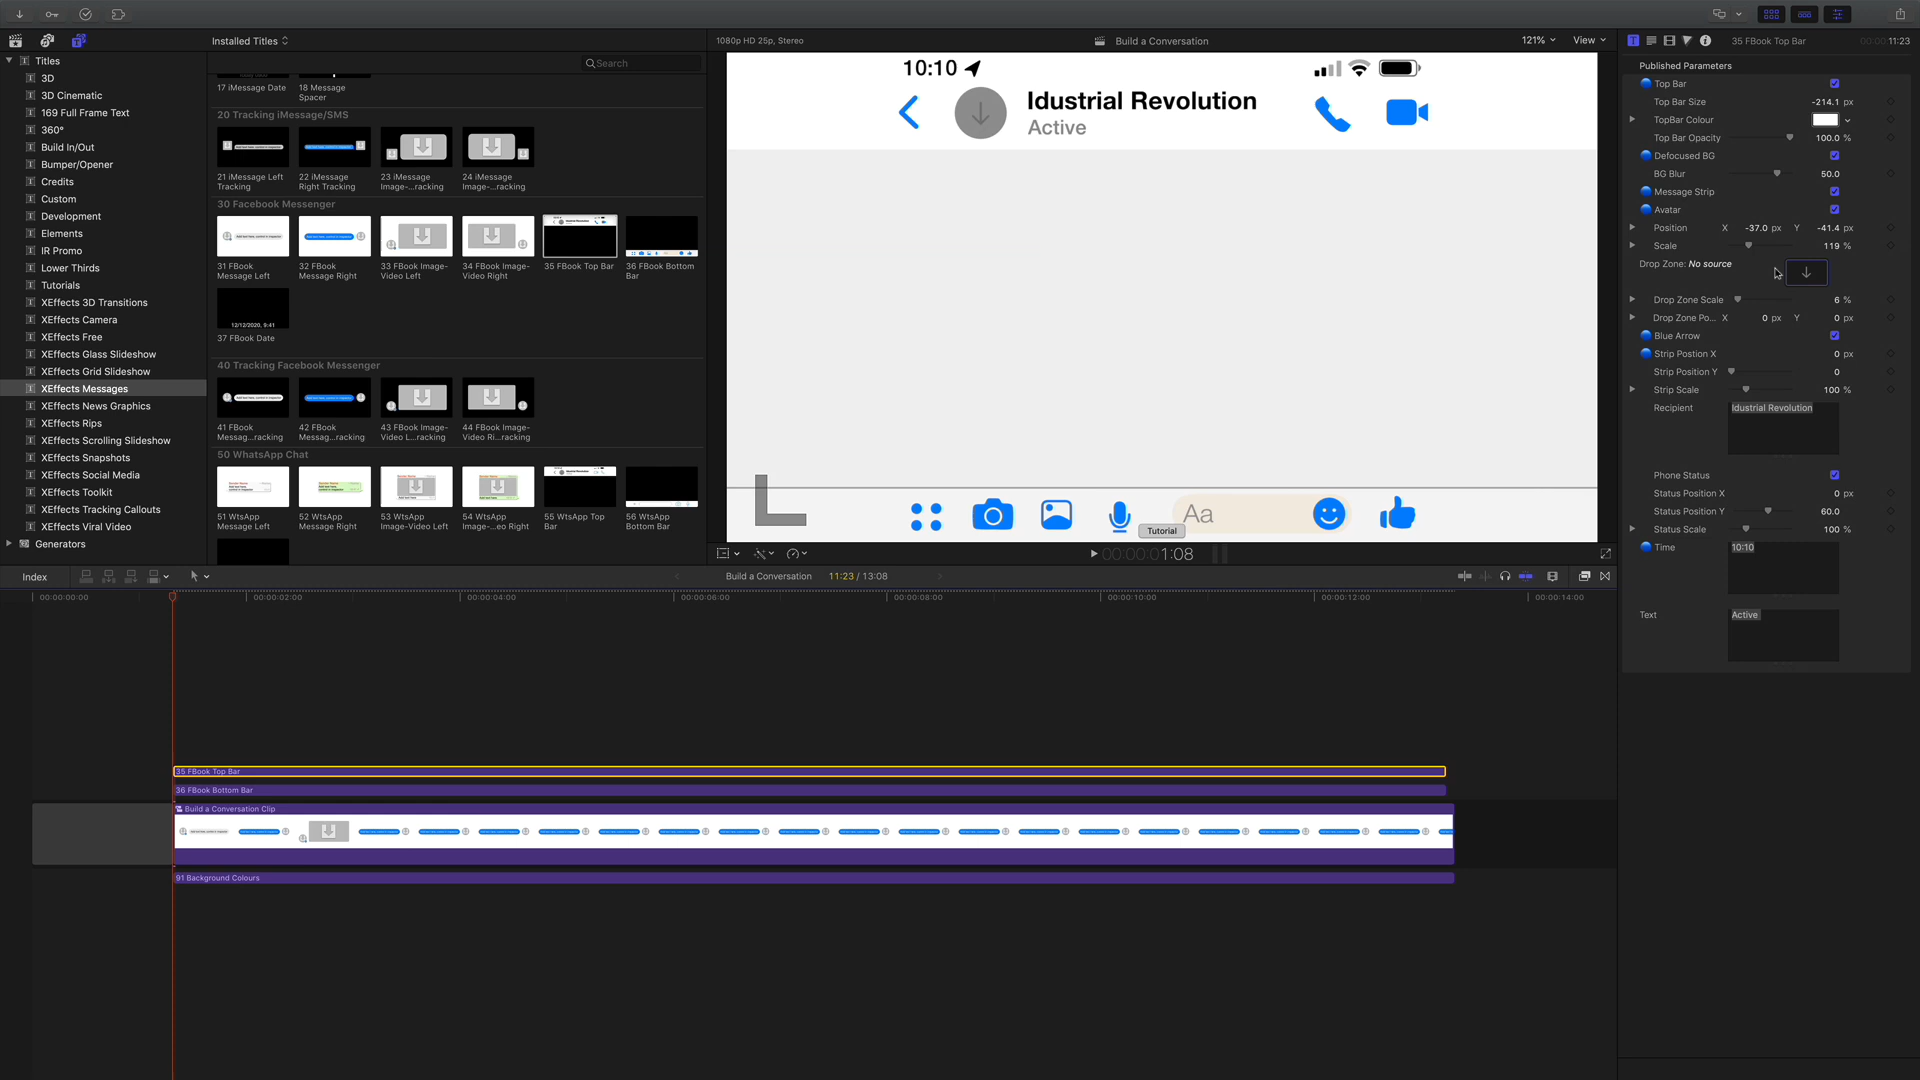 Installed Titles
1080p HD 25p, Stereo
Build a Conversation
121%
View
35 FBook Top Bar
00:00:11:23
Titles
3D
3D Cinematic
169 Full Frame Text
360°
Build In/Out
Bumper/Opener
Credits
Custom
Development
Elements
IR Promo
Lower Thirds
Tutorials
XEffects 3D Transitions
XEffects Camera
XEffects Free
XEffects Glass Slideshow
XEffects Grid Slideshow
XEffects Messages
XEffects News Graphics
XEffects Rips
XEffects Scrolling Slideshow
XEffects Snapshots
XEffects Social Media
XEffects Toolkit
XEffects Tracking Callouts
XEffects Viral Video
Generators
Search
17 iMessage Date
18 Message Spacer
20 Tracking iMessage/SMS
21 iMessage Left Tracking
22 iMessage Right Tracking
23 iMessage Image-...racking
24 iMessage Image-...racking
30 Facebook Messenger
31 FBook Message Left
32 FBook Message Right
33 FBook Image-Video Left
34 FBook Image-Video Right
35 FBook Top Bar
36 FBook Bottom Bar
12/12/2020, 9:41
37 FBook Date
40 Tracking Facebook Messenger
41 FBook Messag...racking
42 FBook Messag...racking
43 FBook Image-Video L...racking
44 FBook Image-Video Ri...racking
50 WhatsApp Chat
51 WtsApp Message Left
52 WtsApp Message Right
53 WtsApp Image-Video Left
54 WtsApp Image-...eo Right
55 WtsApp Top Bar
56 WtsApp Bottom Bar
10:10
Idustrial Revolution
Active
Aa
Tutorial
00:00:00:01:08
Published Parameters
Top Bar
Top Bar Size -214.1 px
TopBar Colour
Top Bar Opacity 100.0 %
Defocused BG
BG Blur 50.0
Message Strip
Avatar
Position X -37.0 px Y -41.4 px
Scale 119 %
Drop Zone: No source
Drop Zone Scale 6 %
Drop Zone Po... X 0 px Y 0 px
Blue Arrow
Strip Postion X 0 px
Strip Position Y 0
Strip Scale 100 %
Recipient Idustrial Revolution
Phone Status
Status Position X 0 px
Status Position Y 60.0
Status Scale 100 %
Time 10:10
Text Active
Index
Build a Conversation
11:23 / 13:08
00:00:00:00
00:00:02:00
00:00:04:00
00:00:06:00
00:00:08:00
00:00:10:00
00:00:12:00
00:00:14:00
35 FBook Top Bar
36 FBook Bottom Bar
Build a Conversation Clip
91 Background Colours